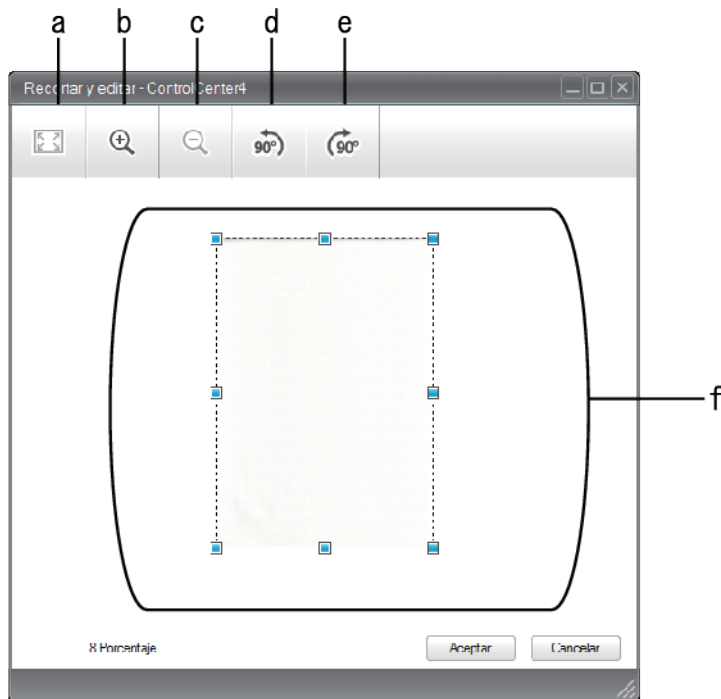 a b c d e
Recortar y editar - ControlCenter4
90° 90°
f
8 Porcentaje
Aceptar Cancelar